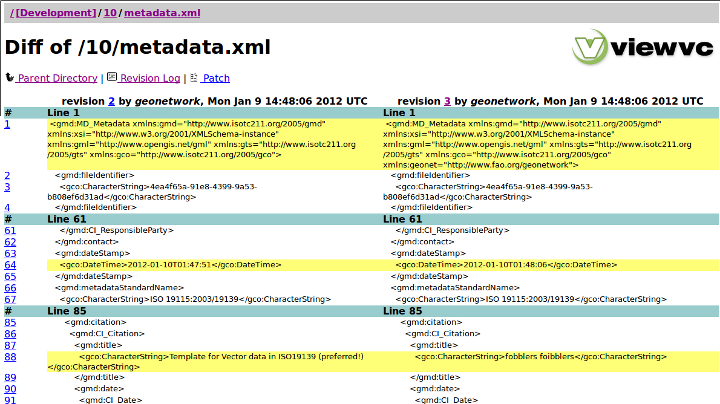 /[Development]/10/metadata.xml
Diff of /10/metadata.xml
viewvc
Parent Directory | Revision Log | Patch
revision 2 by geonetwork, Mon Jan 9 14:48:06 2012 UTC revision 3 by geonetwork, Mon Jan 9 14:48:06 2012 UTC
# Line 1 Line 1
1 <gmd:MD_Metadata xmlns:gmd="http://www.isotc211.org/2005/gmd" <gmd:MD_Metadata xmlns:gmd="http://www.isotc211.org/2005/gmd"
xmlns:xsi="http://www.w3.org/2001/XMLSchema-instance" xmlns:xsi="http://www.w3.org/2001/XMLSchema-instance"
xmlns:gml="http://www.opengis.net/gml" xmlns:gts="http://www.isotc211.org xmlns:gml="http://www.opengis.net/gml" xmlns:gts="http://www.isotc211.org
/2005/gts" xmlns:gco="http://www.isotc211.org/2005/gco"> /2005/gts" xmlns:gco="http://www.isotc211.org/2005/gco"
xmlns:geonet="http://www.fao.org/geonetwork">
2 <gmd:fileIdentifier> <gmd:fileIdentifier>
3 <gco:CharacterString>4ea4f65a-91e8-4399-9a53- <gco:CharacterString>4ea4f65a-91e8-4399-9a53-
b808ef6d31ad</gco:CharacterString> b808ef6d31ad</gco:CharacterString>
4 </gmd:fileIdentifier> </gmd:fileIdentifier>
# Line 61 Line 61
61 </gmd:CI_ResponsibleParty> </gmd:CI_ResponsibleParty>
62 </gmd:contact> </gmd:contact>
63 <gmd:dateStamp> <gmd:dateStamp>
64 <gco:DateTime>2012-01-10T01:47:51</gco:DateTime> <gco:DateTime>2012-01-10T01:48:06</gco:DateTime>
65 </gmd:dateStamp> </gmd:dateStamp>
66 <gmd:metadataStandardName> <gmd:metadataStandardName>
67 <gco:CharacterString>ISO 19115:2003/19139</gco:CharacterString> <gco:CharacterString>ISO 19115:2003/19139</gco:CharacterString>
# Line 85 Line 85
85 <gmd:citation> <gmd:citation>
86 <gmd:CI_Citation> <gmd:CI_Citation>
87 <gmd:title> <gmd:title>
88 <gco:CharacterString>Template for Vector data in ISO19139 (preferred!) <gco:CharacterString>fobblers foibblers</gco:CharacterString>
</gco:CharacterString>
89 </gmd:title> </gmd:title>
90 <gmd:date> <gmd:date>
91 <gmd:CI_Date> <gmd:CI_Date>